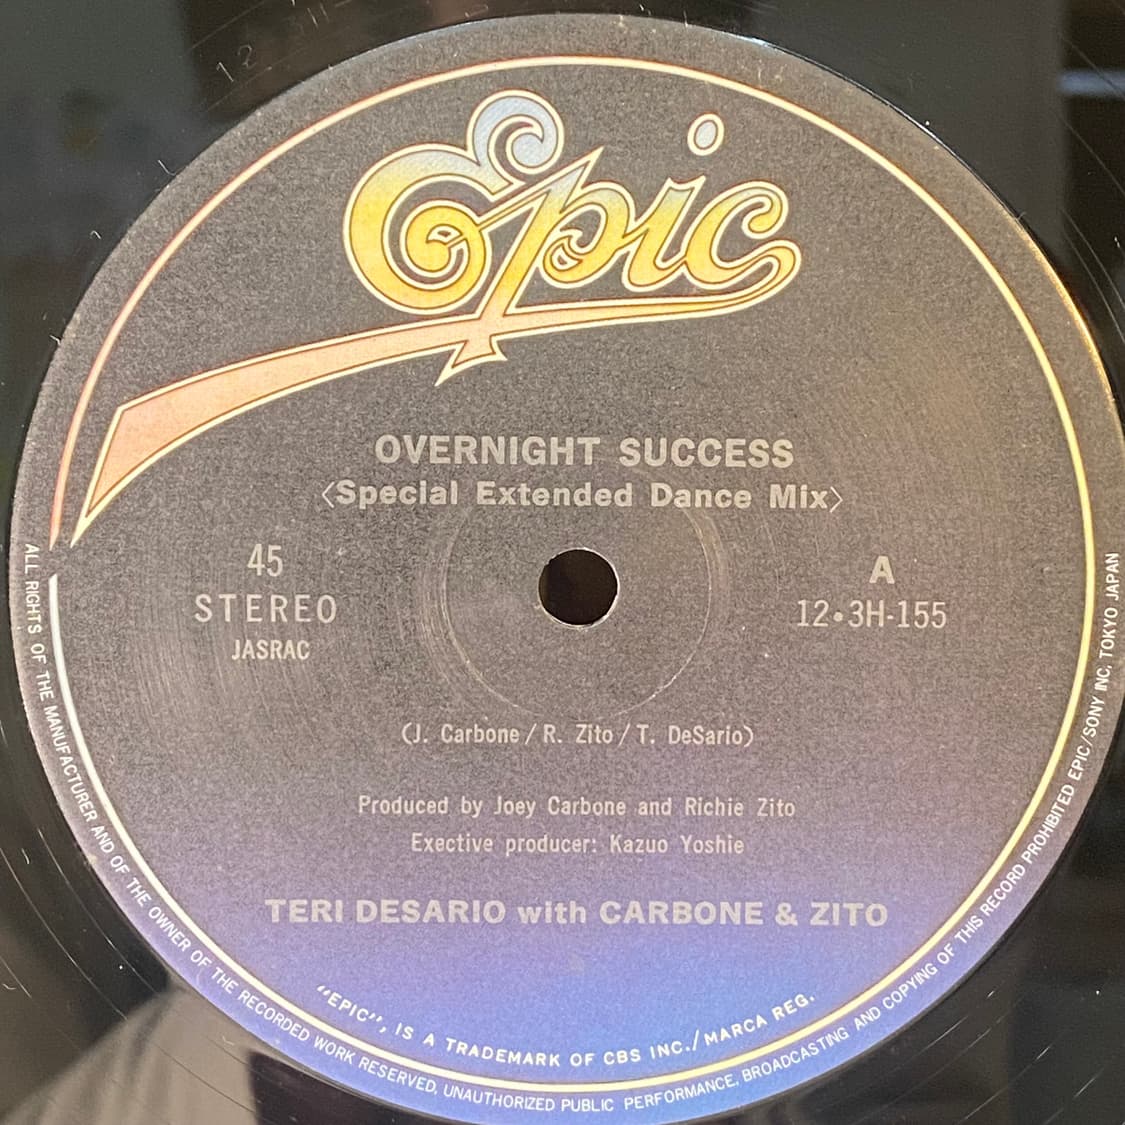 Epic
OVERNIGHT SUCCESS
〈Special Extended Dance Mix〉
45
STEREO
JASRAC
A
12•3H-155
(J. Carbone / R. Zito / T. DeSario)
Produced by Joey Carbone and Richie Zito
Exective producer: Kazuo Yoshie
TERI DESARIO with CARBONE & ZITO
"EPIC", IS A TRADEMARK OF CBS INC./MARCA REG.
ALL RIGHTS OF THE MANUFACTURER AND OF THE OWNER OF THE RECORDED WORK RESERVED. UNAUTHORIZED PUBLIC PERFORMANCE. BROADCASTING AND COPYING OF THIS RECORD PROHIBITED EPIC/SONY INC. TOKYO JAPAN